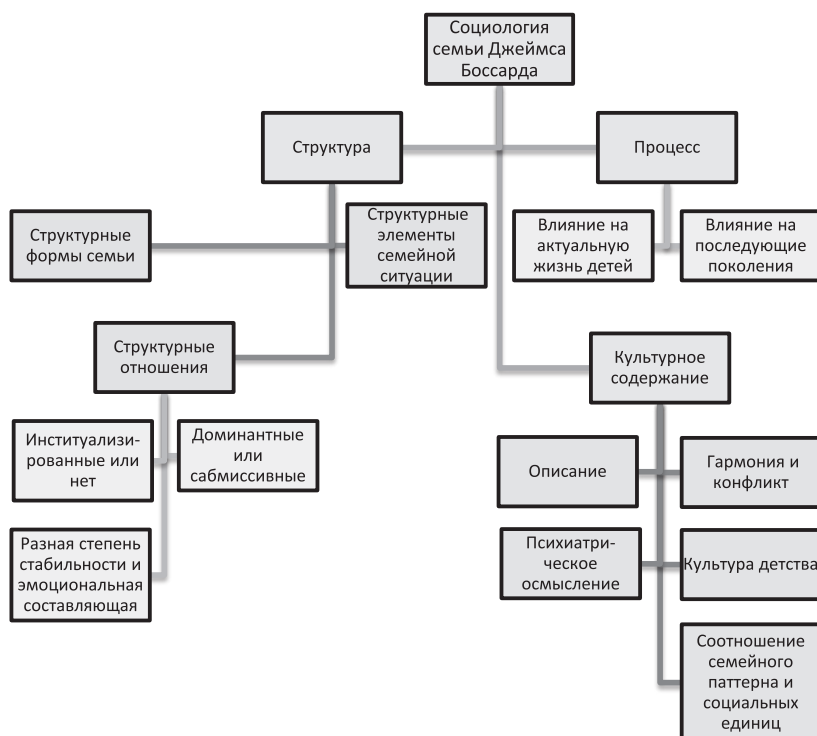 Социология
семьи Джеймса
Боссарда
Структура
Процесс
Структурные
формы семьи
Структурные
элементы
семейной
ситуации
Влияние на
актуальную
жизнь детей
Влияние на
последующие
поколения
Структурные
отношения
Культурное
содержание
Институализи-
рованные или
нет
Доминантные
или
сабмиссивные
Описание
Гармония и
конфликт
Разная степень
стабильности и
эмоциональная
составляющая
Психиатри-
ческое
осмысление
Культура детства
Соотношение
семейного
паттерна и
социальных
единиц